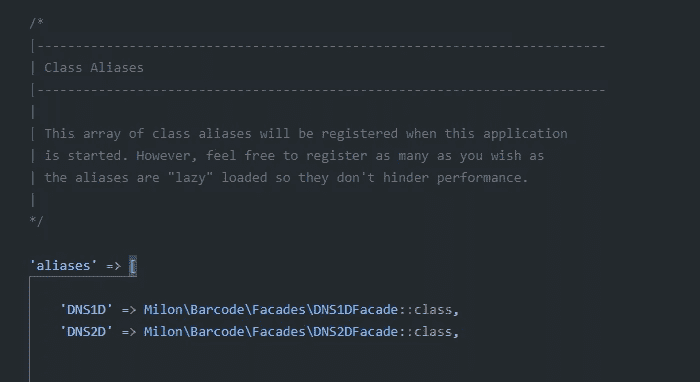 /*
|--------------------------------------------------------------------------
| Class Aliases
|--------------------------------------------------------------------------
|
| This array of class aliases will be registered when this application
| is started. However, feel free to register as many as you wish as
| the aliases are "lazy" loaded so they don't hinder performance.
|
*/
'aliases' => [
'DNS1D' => Milon\Barcode\Facades\DNS1DFacade::class,
'DNS2D' => Milon\Barcode\Facades\DNS2DFacade::class,